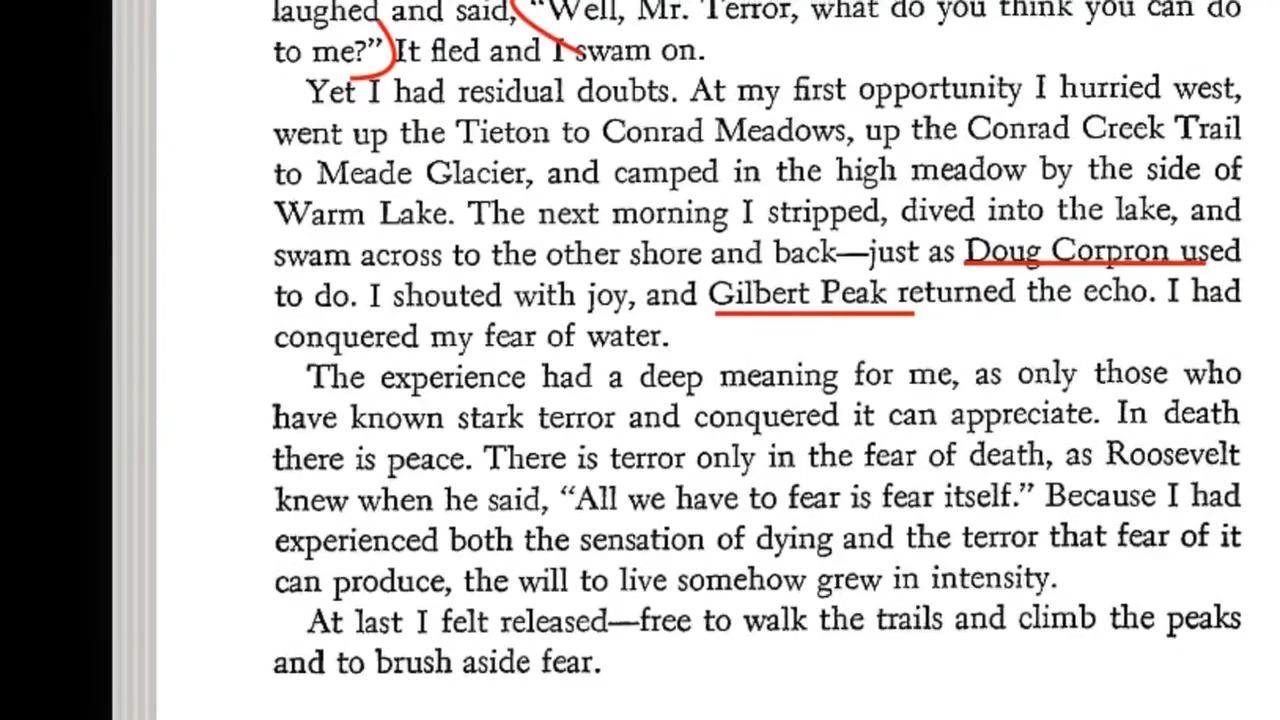 laughed and said, “Well, Mr. Terror, what do you think you can do
to me?” It fled and I swam on.
Yet I had residual doubts. At my first opportunity I hurried west,
went up the Tieton to Conrad Meadows, up the Conrad Creek Trail
to Meade Glacier, and camped in the high meadow by the side of
Warm Lake. The next morning I stripped, dived into the lake, and
swam across to the other shore and back—just as Doug Corpron used
to do. I shouted with joy, and Gilbert Peak returned the echo. I had
conquered my fear of water.
The experience had a deep meaning for me, as only those who
have known stark terror and conquered it can appreciate. In death
there is peace. There is terror only in the fear of death, as Roosevelt
knew when he said, “All we have to fear is fear itself.” Because I had
experienced both the sensation of dying and the terror that fear of it
can produce, the will to live somehow grew in intensity.
At last I felt released—free to walk the trails and climb the peaks
and to brush aside fear.